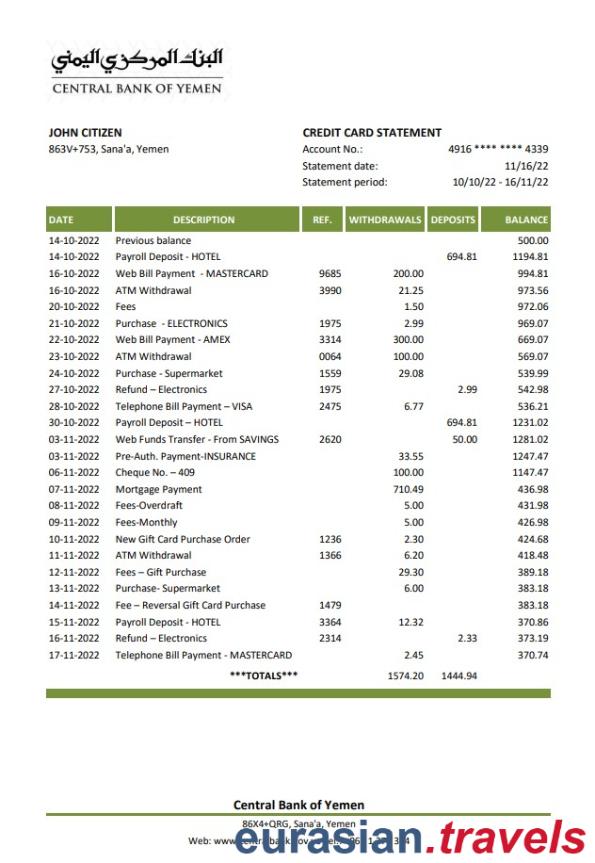 البنك المركزي اليمني
CENTRAL BANK OF YEMEN
JOHN CITIZEN
863V+753, Sana'a, Yemen
CREDIT CARD STATEMENT
Account No.: 4916 **** **** 4339
Statement date: 11/16/22
Statement period: 10/10/22 - 16/11/22
DATE DESCRIPTION REF. WITHDRAWALS DEPOSITS BALANCE
14-10-2022 Previous balance 500.00
14-10-2022 Payroll Deposit - HOTEL 694.81 1194.81
16-10-2022 Web Bill Payment - MASTERCARD 9685 200.00 994.81
16-10-2022 ATM Withdrawal 3990 21.25 973.56
20-10-2022 Fees 1.50 972.06
21-10-2022 Purchase - ELECTRONICS 1975 2.99 969.07
22-10-2022 Web Bill Payment - AMEX 3314 300.00 669.07
23-10-2022 ATM Withdrawal 0064 100.00 569.07
24-10-2022 Purchase - Supermarket 1559 29.08 539.99
27-10-2022 Refund – Electronics 1975 2.99 542.98
28-10-2022 Telephone Bill Payment – VISA 2475 6.77 536.21
30-10-2022 Payroll Deposit – HOTEL 694.81 1231.02
03-11-2022 Web Funds Transfer - From SAVINGS 2620 50.00 1281.02
03-11-2022 Pre-Auth. Payment-INSURANCE 33.55 1247.47
06-11-2022 Cheque No. – 409 100.00 1147.47
07-11-2022 Mortgage Payment 710.49 436.98
08-11-2022 Fees-Overdraft 5.00 431.98
09-11-2022 Fees-Monthly 5.00 426.98
10-11-2022 New Gift Card Purchase Order 1236 2.30 424.68
11-11-2022 ATM Withdrawal 1366 6.20 418.48
12-11-2022 Fees – Gift Purchase 29.30 389.18
13-11-2022 Purchase- Supermarket 6.00 383.18
14-11-2022 Fee – Reversal Gift Card Purchase 1479 383.18
15-11-2022 Payroll Deposit - HOTEL 3364 12.32 370.86
16-11-2022 Refund – Electronics 2314 2.33 373.19
17-11-2022 Telephone Bill Payment - MASTERCARD 2.45 370.74
***TOTALS*** 1574.20 1444.94
Central Bank of Yemen
86X4+QRG, Sana'a, Yemen
Web:
eurasian.travels